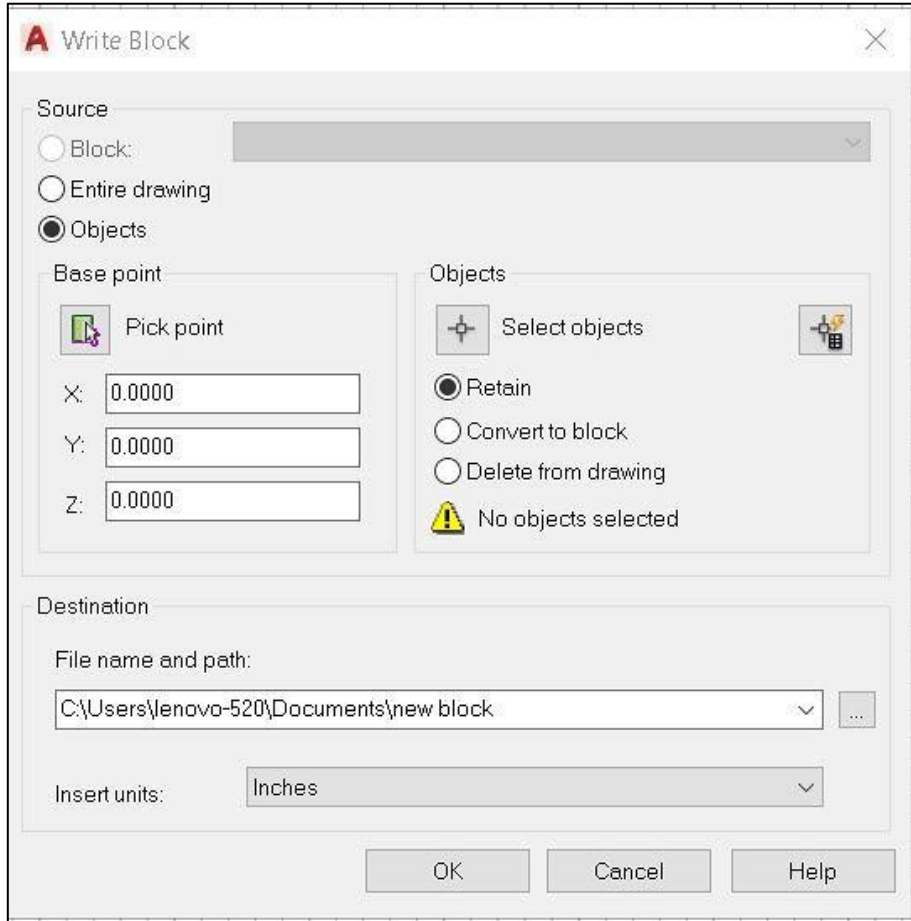 Write Block
Source
Block:
Entire drawing
Objects
Base point
Objects
Pick point
Select objects
X: 0.0000
Retain
Y: 0.0000
Convert to block
Delete from drawing
Z: 0.0000
No objects selected
Destination
File name and path:
C:\Users\lenovo-520\Documents\new block
...
Insert units: Inches
OK Cancel Help